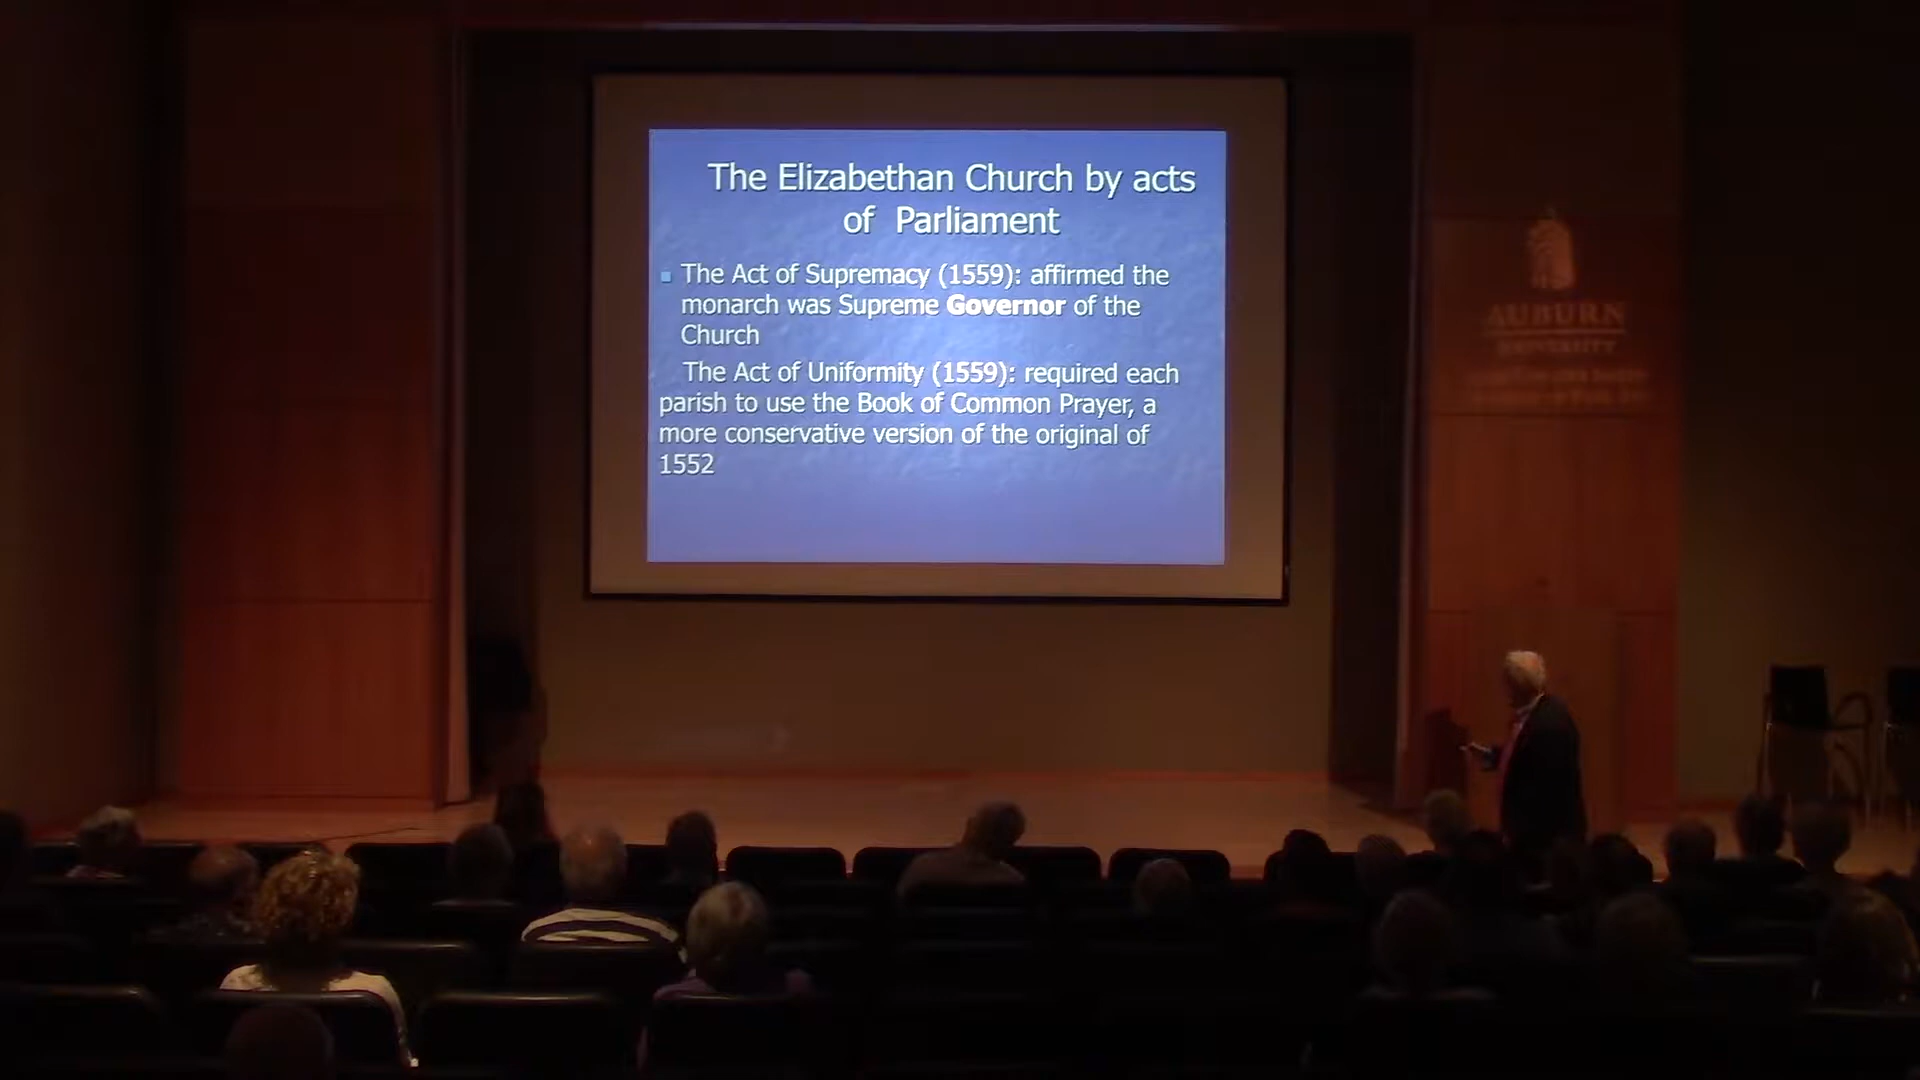 The Elizabethan Church by acts
of Parliament
The Act of Supremacy (1559): affirmed the
monarch was Supreme Governor of the
Church
The Act of Uniformity (1559): required each
parish to use the Book of Common Prayer, a
more conservative version of the original of
1552
AUBURN
UNIVERSITY